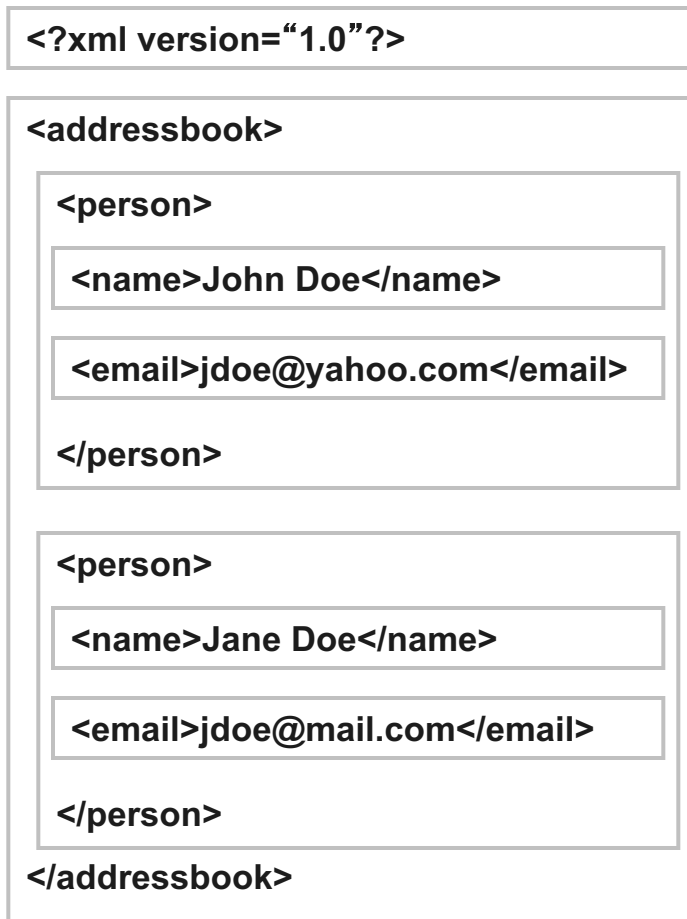 <?xml version=“1.0”?>
<addressbook>
<person>
<name>John Doe</name>
<email>jdoe@yahoo.com</email>
</person>
<person>
<name>Jane Doe</name>
<email>jdoe@mail.com</email>
</person>
</addressbook>